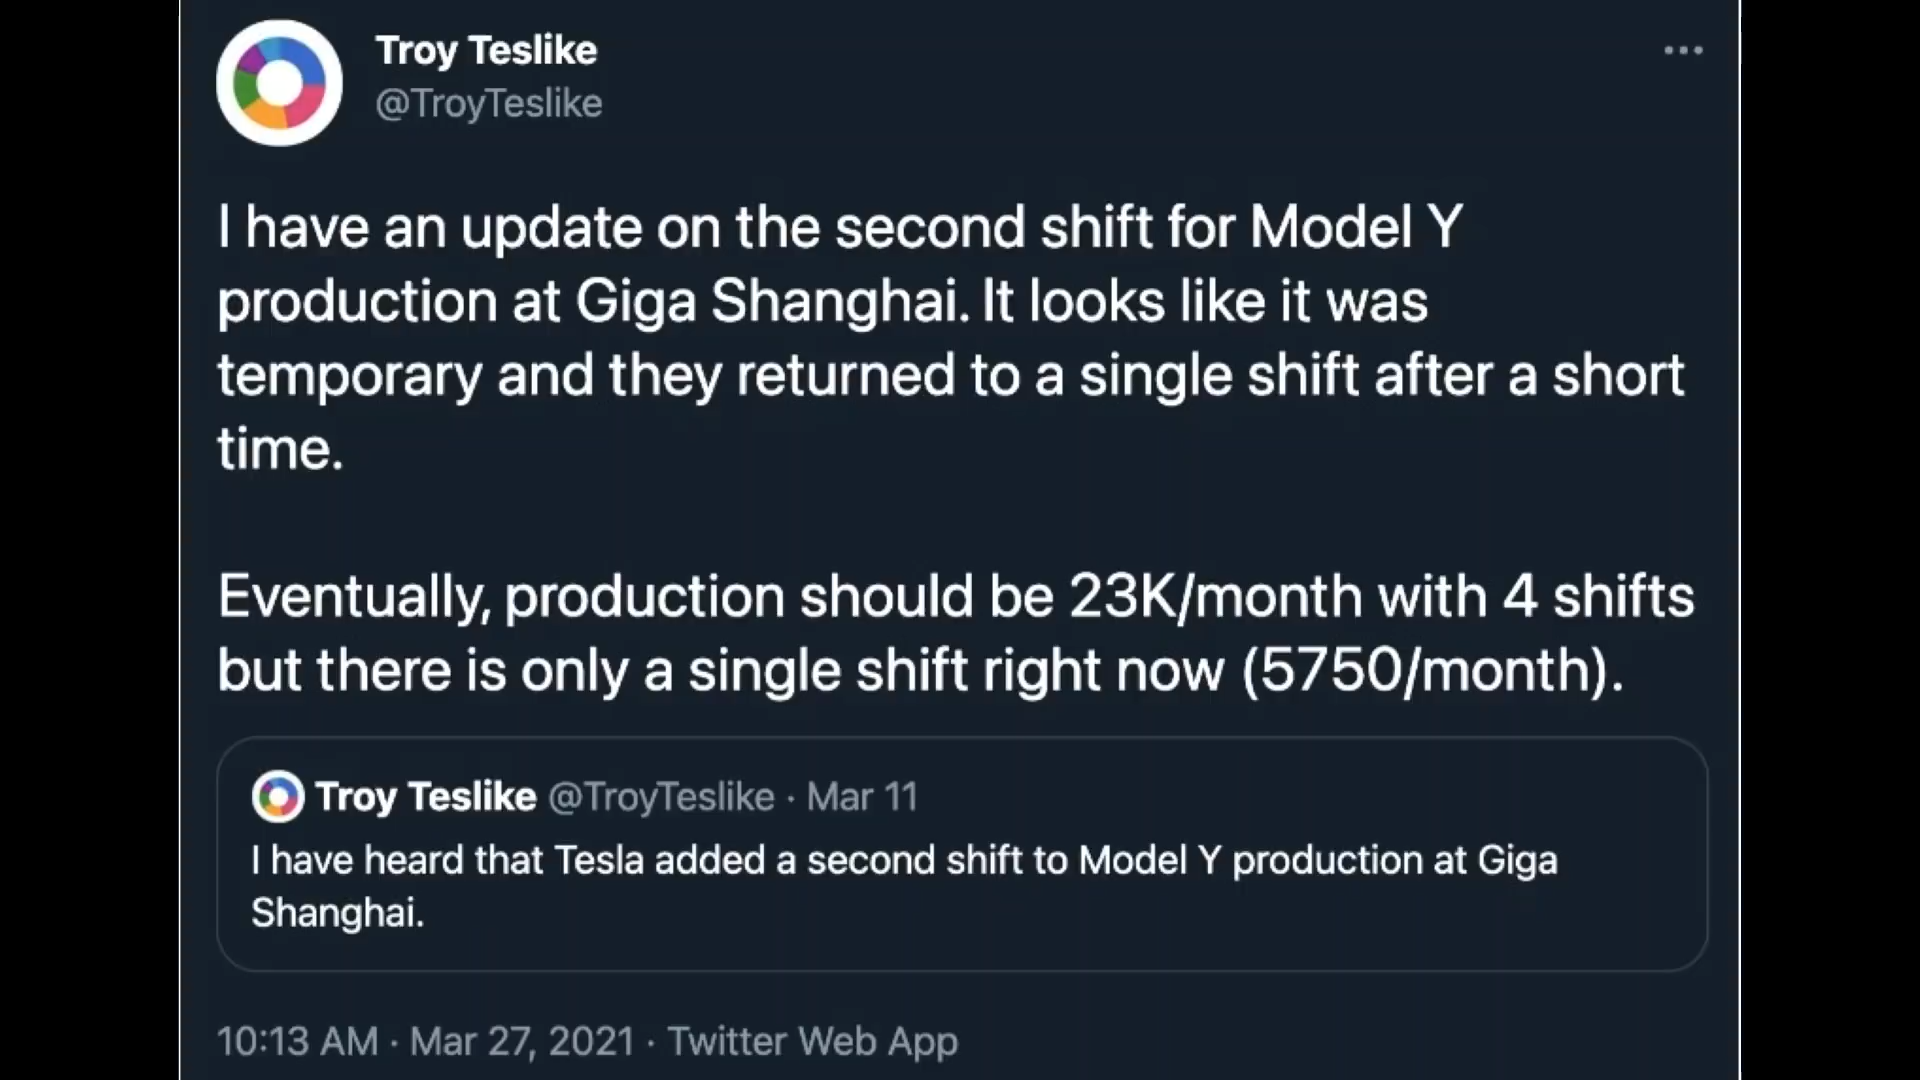 Troy Teslike
@TroyTeslike
I have an update on the second shift for Model Y
production at Giga Shanghai. It looks like it was
temporary and they returned to a single shift after a short
time.
Eventually, production should be 23K/month with 4 shifts
but there is only a single shift right now (5750/month).
Troy Teslike @TroyTeslike · Mar 11
I have heard that Tesla added a second shift to Model Y production at Giga
Shanghai.
10:13 AM · Mar 27, 2021 · Twitter Web App